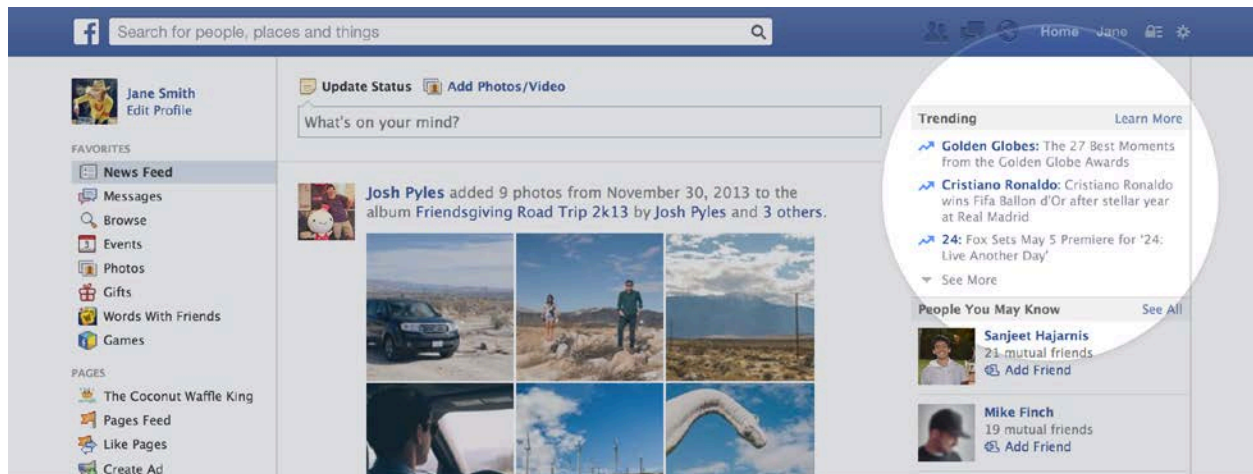 f
Search for people, places and things
Home Jane
Jane Smith
Edit Profile
FAVORITES
News Feed
Messages
Browse
Events
Photos
Gifts
Words With Friends
Games
PAGES
The Coconut Waffle King
Pages Feed
Like Pages
Create Ad
Update Status Add Photos/Video
What's on your mind?
Josh Pyles added 9 photos from November 30, 2013 to the
album Friendsgiving Road Trip 2k13 by Josh Pyles and 3 others.
Trending Learn More
Golden Globes: The 27 Best Moments
from the Golden Globe Awards
Cristiano Ronaldo: Cristiano Ronaldo
wins Fifa Ballon d'Or after stellar year
at Real Madrid
24: Fox Sets May 5 Premiere for '24:
Live Another Day'
See More
People You May Know See All
Sanjeet Hajarnis
21 mutual friends
Add Friend
Mike Finch
19 mutual friends
Add Friend